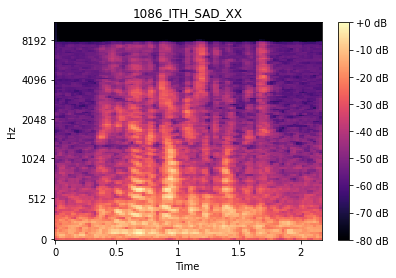 1086_ITH_SAD_XX
+0 dB
8192
-10 dB
4096
-20 dB
-30 dB
2048
-40 dB
Hz
1024
-50 dB
512
-60 dB
-70 dB
0
-80 dB
0
0.5
1
1.5
2
Time